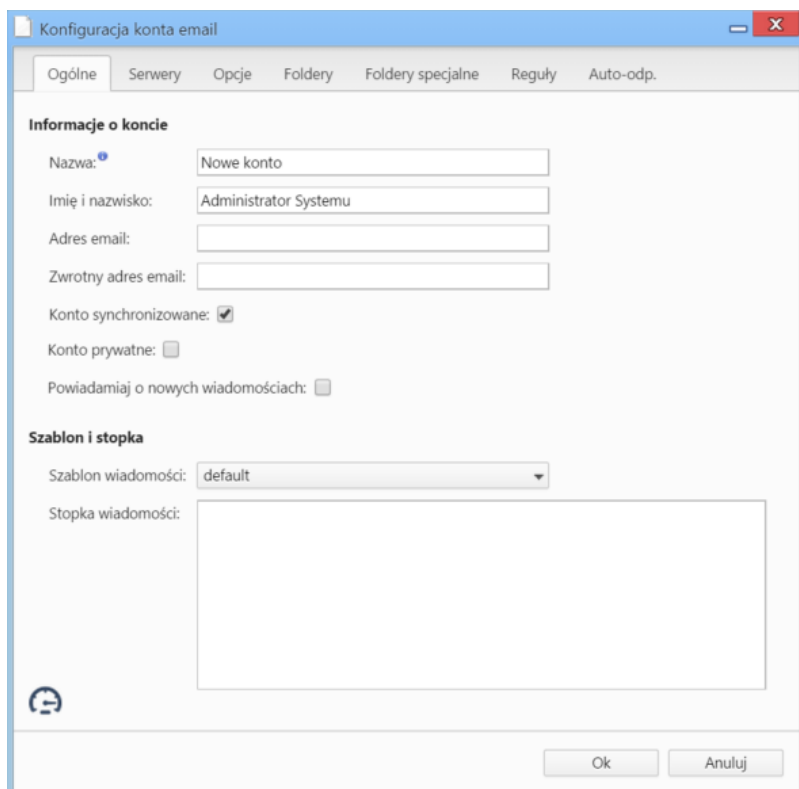 Konfiguracja konta email
Ogólne Serwery Opcje Foldery Foldery specjalne Reguły Auto-odp.
Informacje o koncie
Nazwa: Nowe konto
Imię i nazwisko: Administrator Systemu
Adres email:
Zwrotny adres email:
Konto synchronizowane:
Konto prywatne:
Powiadamiaj o nowych wiadomościach:
Szablon i stopka
Szablon wiadomości: default
Stopka wiadomości:
Ok Anuluj